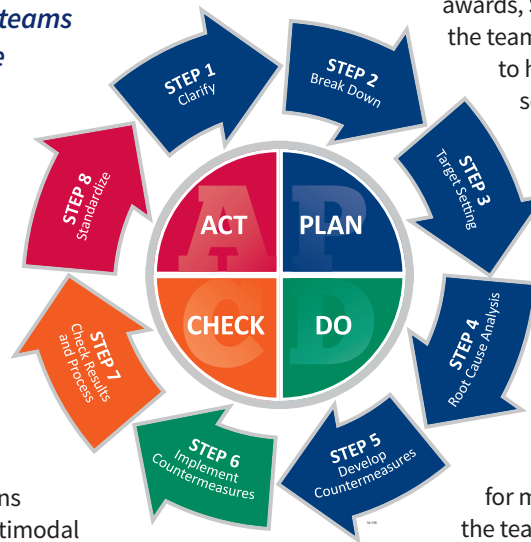 teams
awards, S
the team
to h
STEP 1
Clarify
STEP 2
Break Down
STEP 3
Target Setting
STEP 4
Root Cause Analysis
STEP 5
Develop
Countermeasures
STEP 6
Implement
Countermeasures
STEP 7
Check Results
and Process
STEP 8
Standardize
ACT
PLAN
CHECK
DO
A
P
C
D
ns
timodal
for m
the tea